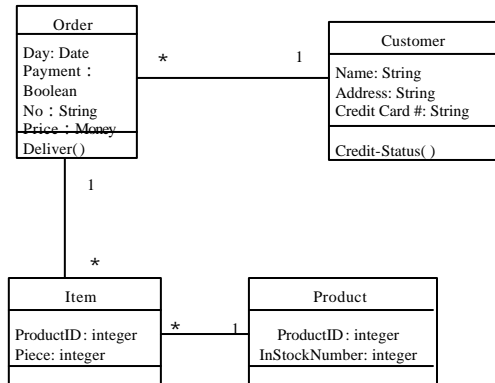 Order
Day: Date
Payment：
Boolean
No：String
Price：Money
Deliver()
*
1
Customer
Name: String
Address: String
Credit Card #: String
Credit-Status( )
1
*
Item
ProductID: integer
Piece: integer
*
1
Product
ProductID: integer
InStockNumber: integer